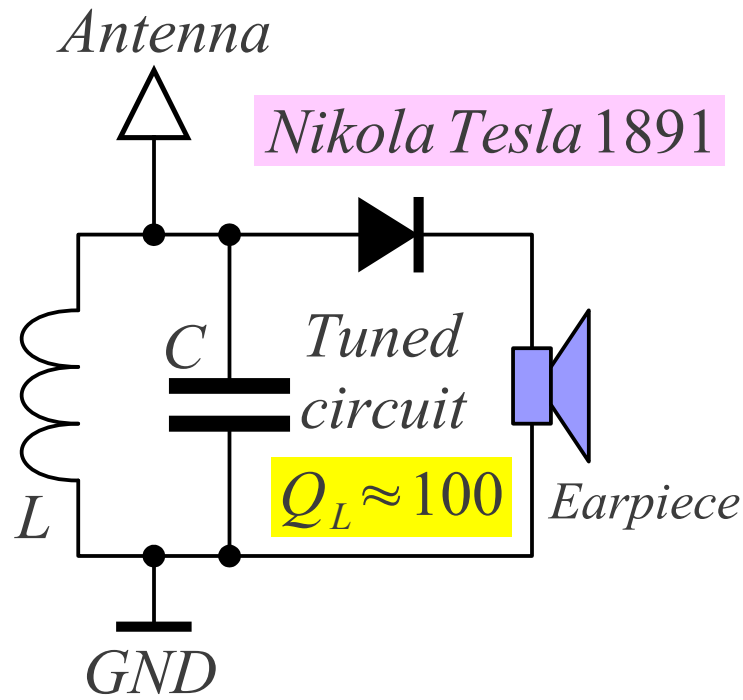 Antenna
Nikola Tesla 1891
C
Tuned
circuit
L
Q_L ≈ 100
Earpiece
GND